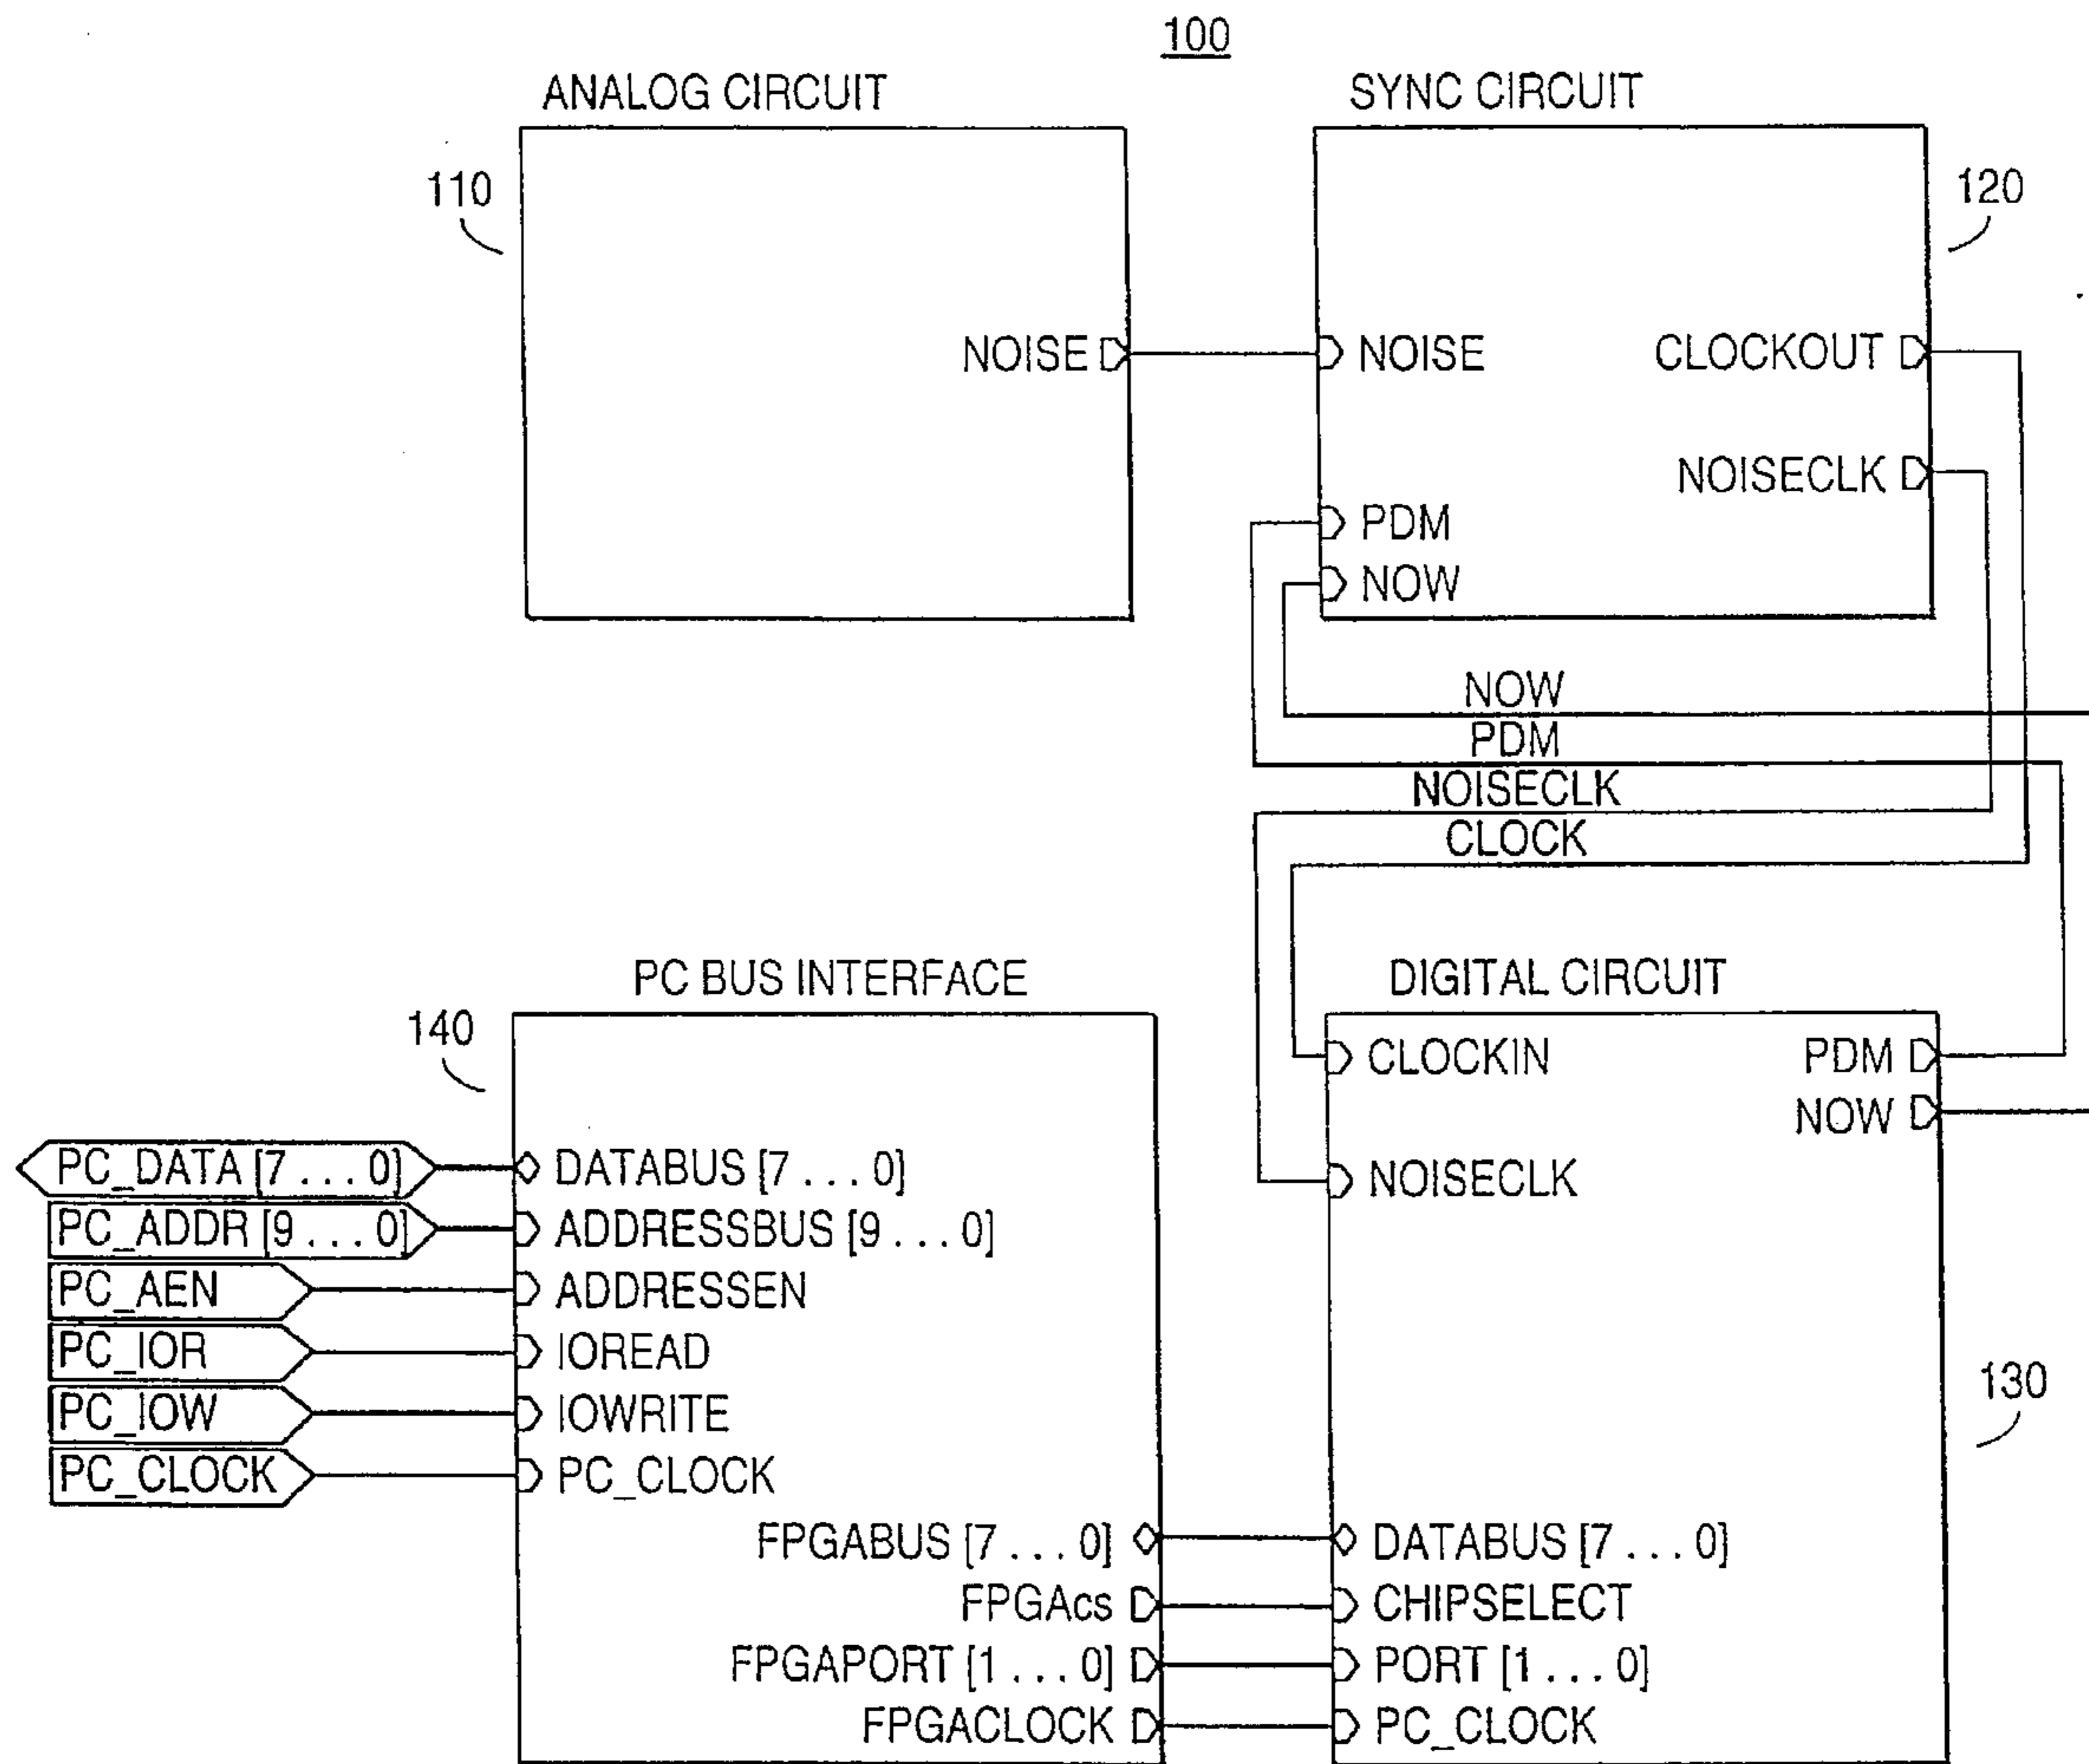 100
ANALOG CIRCUIT
SYNC CIRCUIT
110
120
NOISE
NOISE
CLOCKOUT
NOISECLK
PDM
NOW
NOW
PDM
NOISECLK
CLOCK
PC BUS INTERFACE
DIGITAL CIRCUIT
140
CLOCKIN
PDM
NOW
NOISECLK
PC_DATA [7 . . . 0]
DATABUS [7 . . . 0]
PC_ADDR [9 . . . 0]
ADDRESSBUS [9 . . . 0]
PC_AEN
ADDRESSEN
PC_IOR
IOREAD
PC_IOW
IOWRITE
130
PC_CLOCK
PC_CLOCK
FPGABUS [7 . . . 0]
DATABUS [7 . . . 0]
FPGAcs
CHIPSELECT
FPGAPORT [1 . . . 0]
PORT [1 . . . 0]
FPGACLOCK
PC_CLOCK